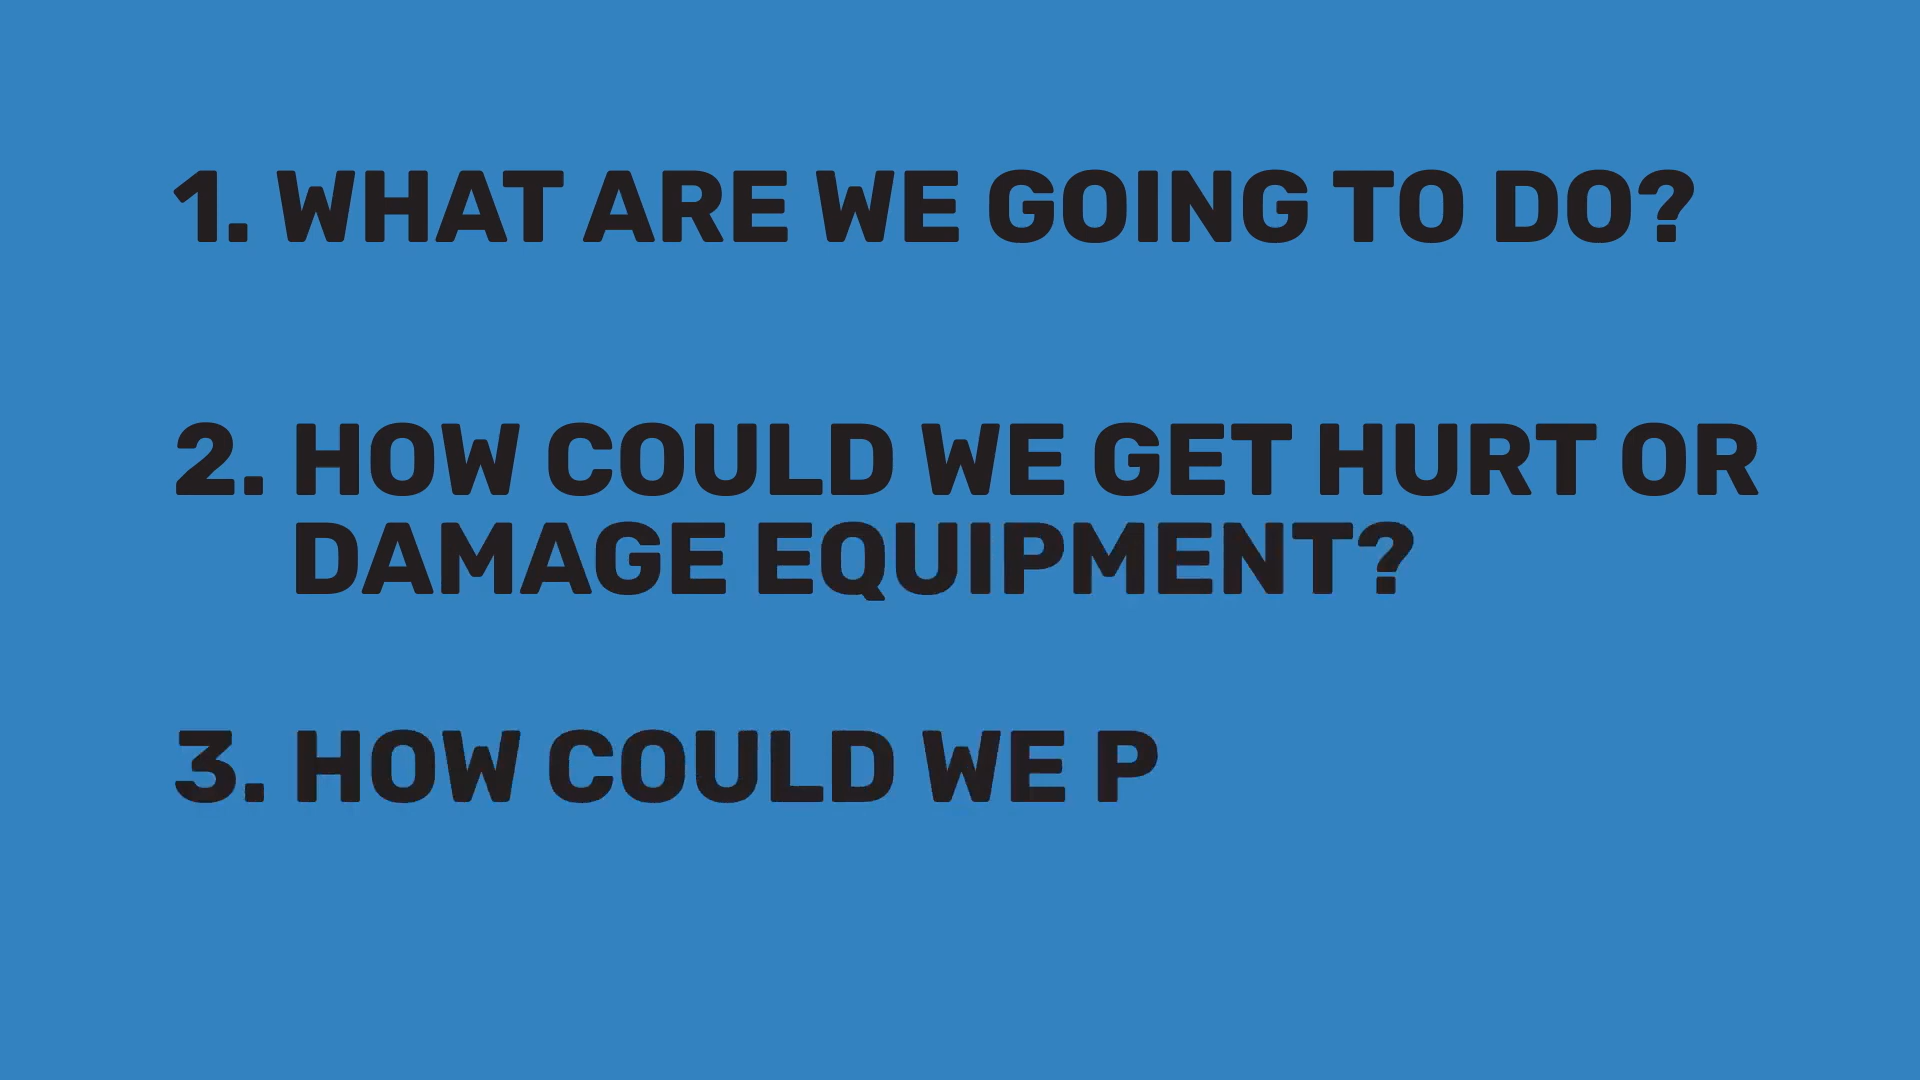 1. WHAT ARE WE GOING TO DO?
2. HOW COULD WE GET HURT OR
DAMAGE EQUIPMENT?
3. HOW COULD WE P